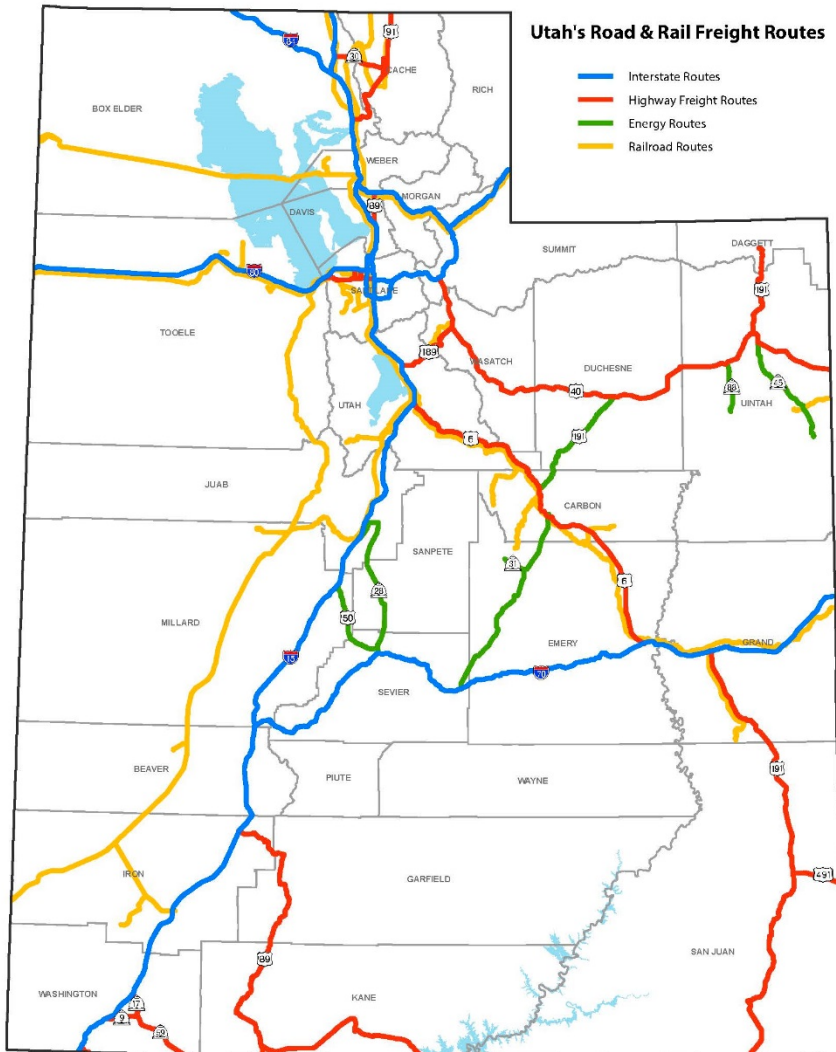 Utah's Road & Rail Freight Routes
Interstate Routes
Highway Freight Routes
Energy Routes
Railroad Routes
84
91
30
CACHE
RICH
BOX ELDER
WEBER
MORGAN
89
DAVIS
SUMMIT
DAGGETT
80
SALT LAKE
191
TOOELE
189
WASATCH
DUCHESNE
40
88
45
UINTAH
UTAH
191
6
JUAB
CARBON
SANPETE
31
28
6
50
MILLARD
EMERY
GRAND
15
70
SEVIER
BEAVER
PIUTE
WAYNE
191
IRON
GARFIELD
491
89
SAN JUAN
WASHINGTON
KANE
17
9
59